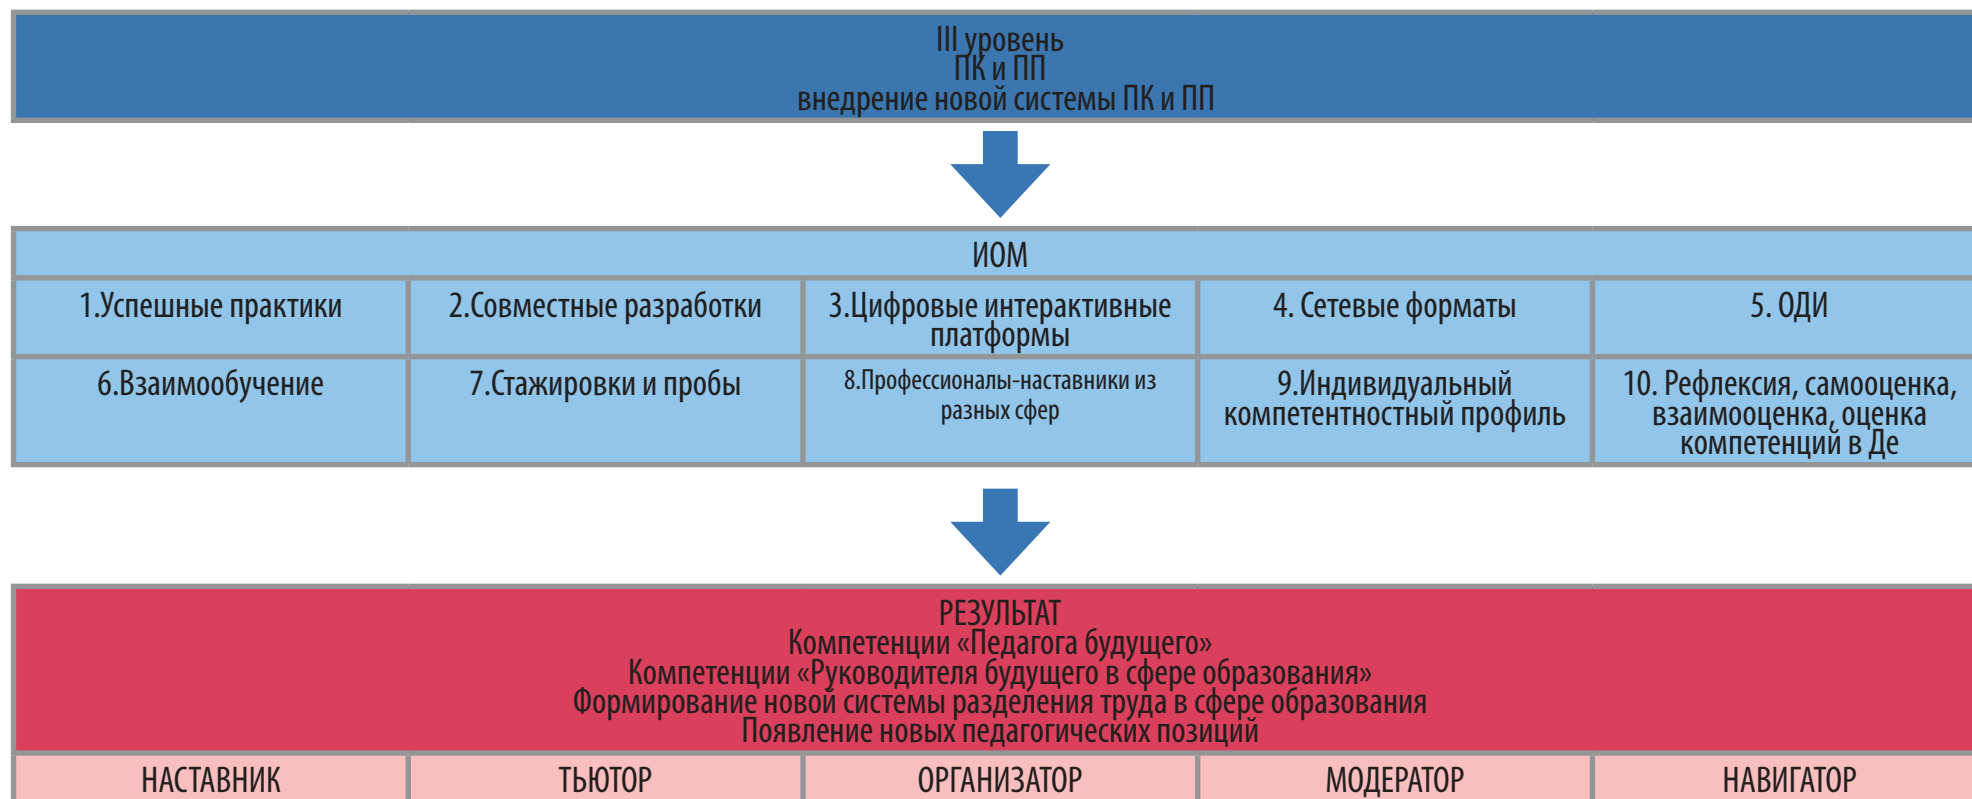 III уровень
ПК и ПП
внедрение новой системы ПК и ПП
ИОМ
1.Успешные практики
2.Совместные разработки
3.Цифровые интерактивные
платформы
4. Сетевые форматы
5. ОДИ
6.Взаимообучение
7.Стажировки и пробы
8.Профессионалы-наставники из
разных сфер
9.Индивидуальный
компетентностный профиль
10. Рефлексия, самооценка,
взаимооценка, оценка
компетенций в Де
РЕЗУЛЬТАТ
Компетенции «Педагога будущего»
Компетенции «Руководителя будущего в сфере образования»
Формирование новой системы разделения труда в сфере образования
Появление новых педагогических позиций
НАСТАВНИК
ТЬЮТОР
ОРГАНИЗАТОР
МОДЕРАТОР
НАВИГАТОР